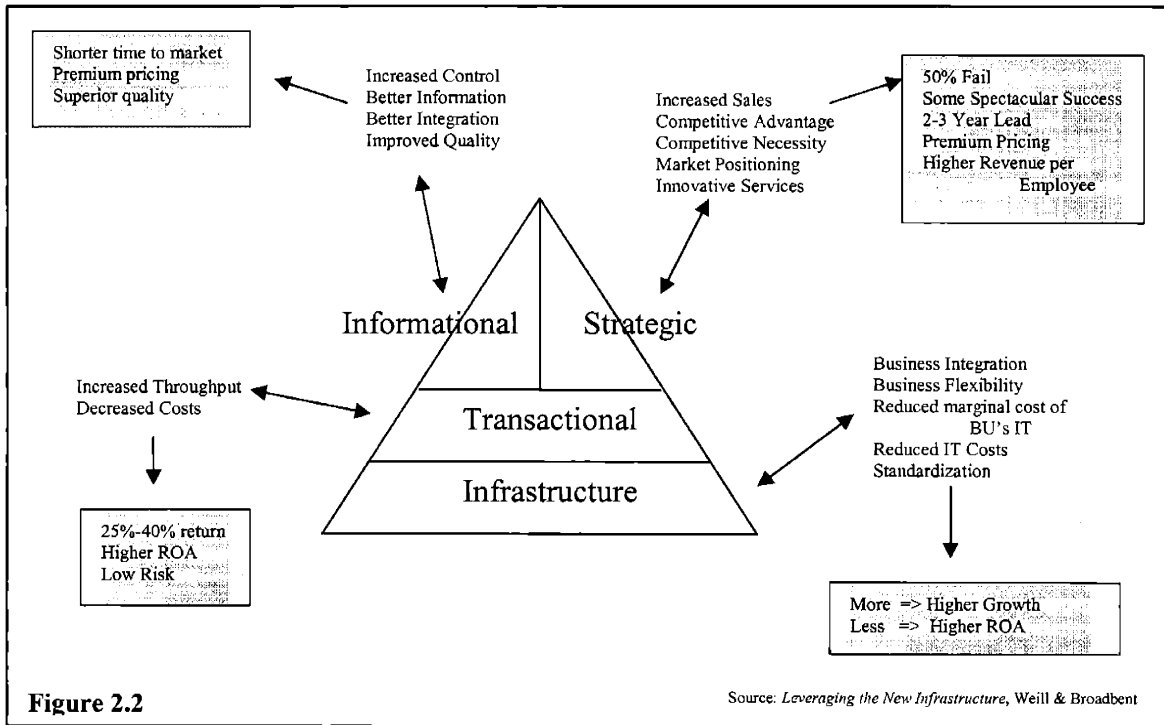 Shorter time to market
Premium pricing
Superior quality
Increased Control
Better Information
Better Integration
Improved Quality
Increased Sales
Competitive Advantage
Competitive Necessity
Market Positioning
Innovative Services
50% Fail
Some Spectacular Success
2-3 Year Lead
Premium Pricing
Higher Revenue per
Employee
Informational
Strategic
Transactional
Infrastructure
Increased Throughput
Decreased Costs
25%-40% return
Higher ROA
Low Risk
Business Integration
Business Flexibility
Reduced marginal cost of
BU's IT
Reduced IT Costs
Standardization
More => Higher Growth
Less => Higher ROA
Figure 2.2
Source: Leveraging the New Infrastructure, Weill & Broadbent